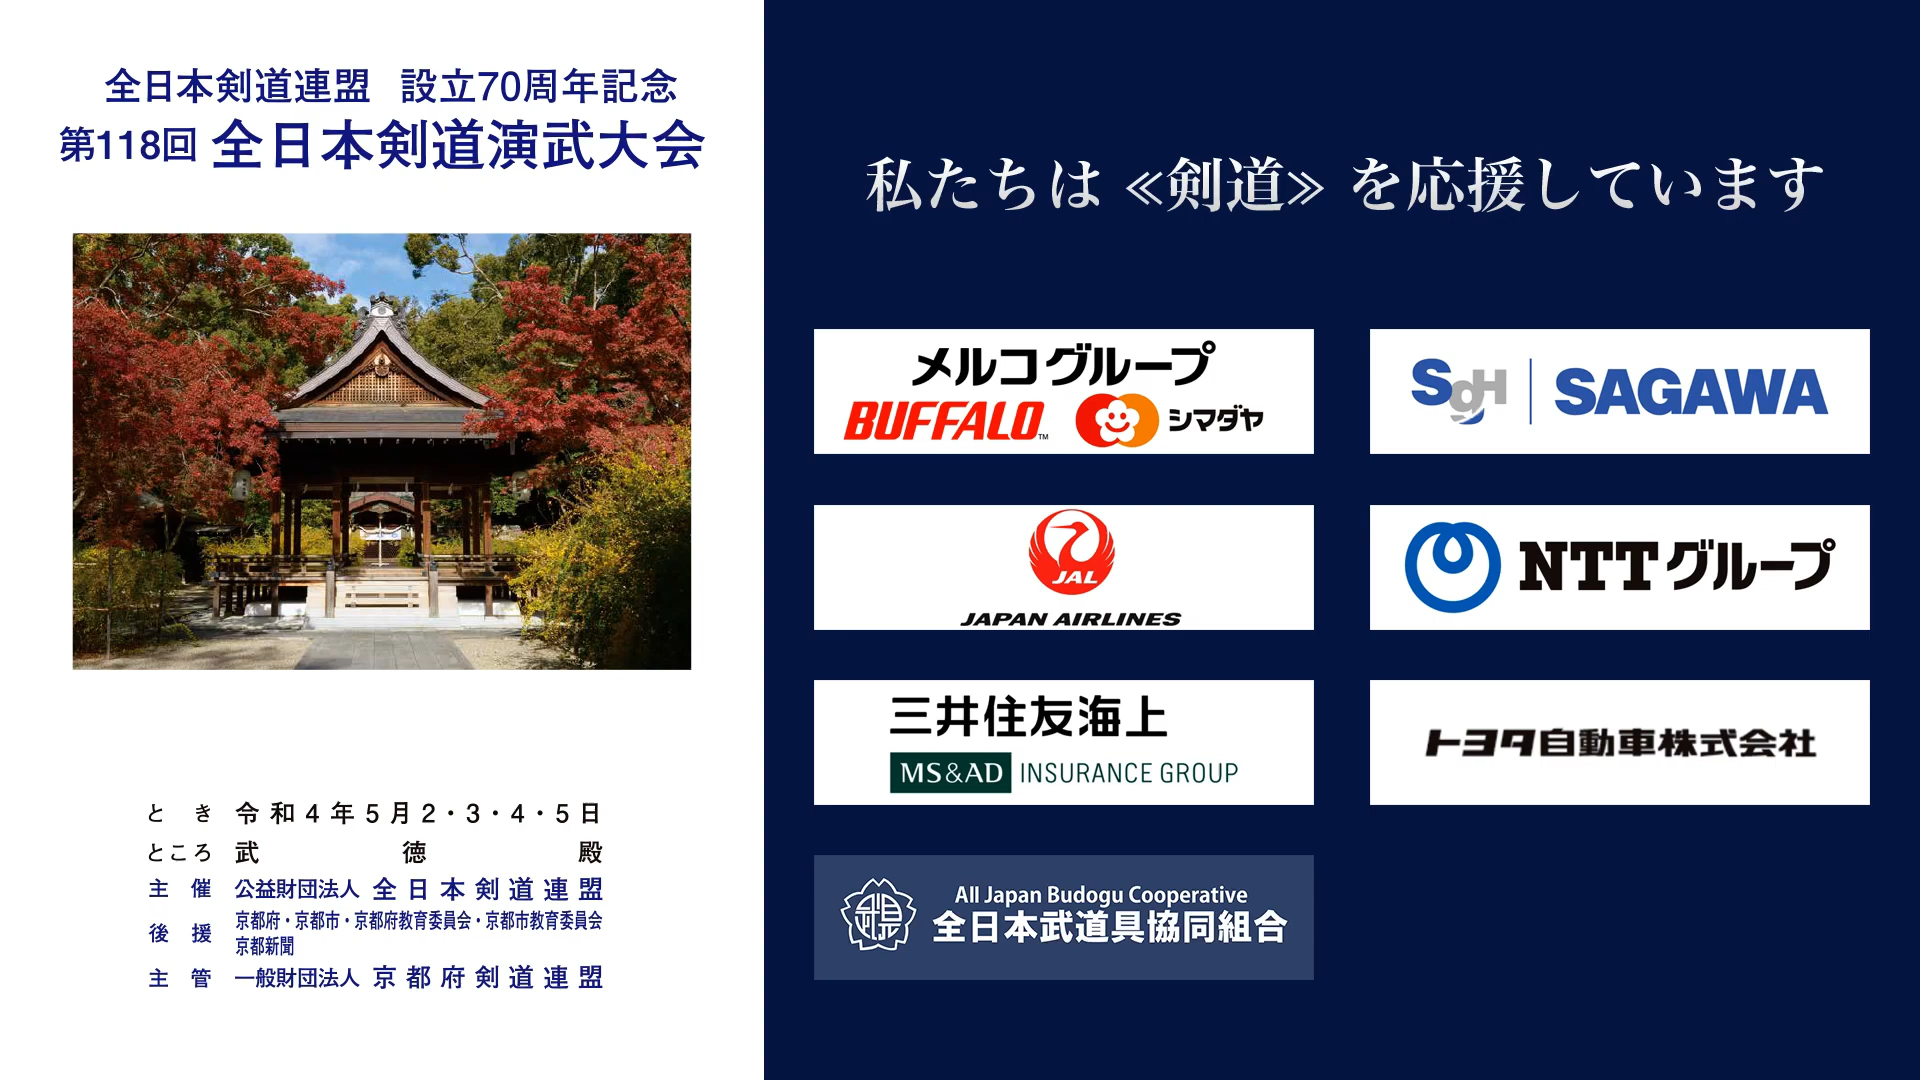 全日本剣道連盟 設立70周年記念
第118回 全日本剣道演武大会
とき 令和4年5月2・3・4・5日
ところ 武徳殿
主催 公益財団法人 全日本剣道連盟
後援 京都府・京都市・京都府教育委員会・京都市教育委員会
京都新聞
主管 一般財団法人 京都府剣道連盟
私たちは ≪剣道≫ を応援しています
メルコグループ
BUFFALO™ シマダヤ
SGH SAGAWA
JAL
JAPAN AIRLINES
NTTグループ
三井住友海上
MS&AD INSURANCE GROUP
トヨタ自動車株式会社
All Japan Budogu Cooperative
全日本武道具協同組合